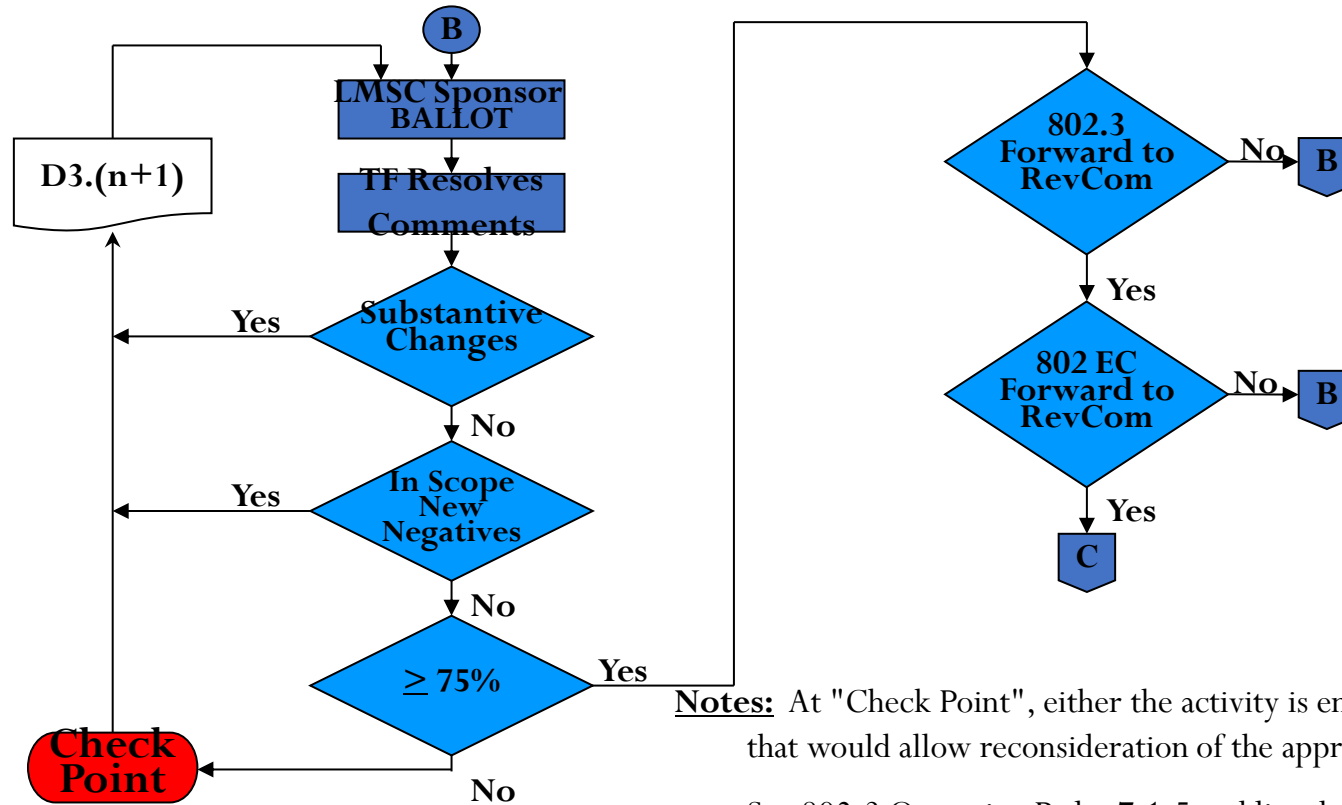 B
LMSC Sponsor
BALLOT
D3.(n+1)
TF Resolves
Comments
Substantive
Changes
Yes
No
In Scope
New
Negatives
Yes
No
≥ 75%
Yes
Check
Point
No
802.3
Forward to
RevCom
No
B
Yes
802 EC
Forward to
RevCom
No
B
Yes
C
Notes: At "Check Point", either the activity is en
that would allow reconsideration of the appr